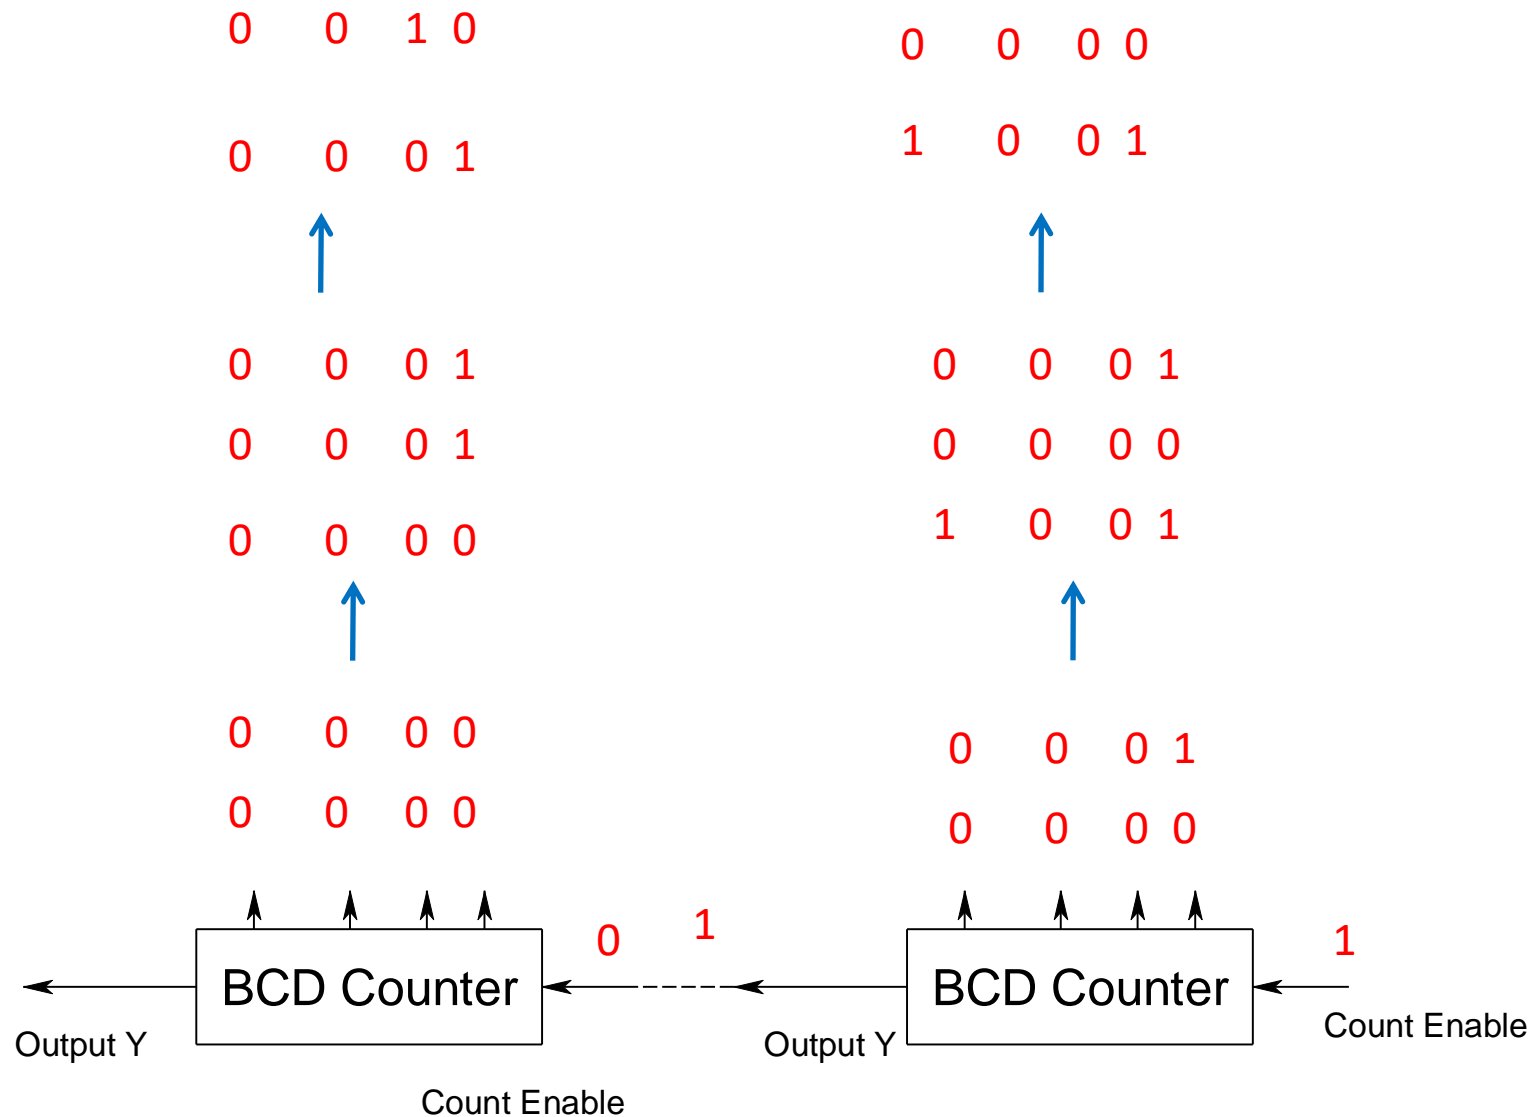 0 0 1 0 0 0 0 0
0 0 0 1 1 0 0 1
0 0 0 1 0 0 0 1
0 0 0 1 0 0 0 0
0 0 0 0 1 0 0 1
0 0 0 0 0 0 0 1
0 0 0 0 0 0 0 0
0 1 1
BCD Counter BCD Counter
Output Y Output Y Count Enable
Count Enable